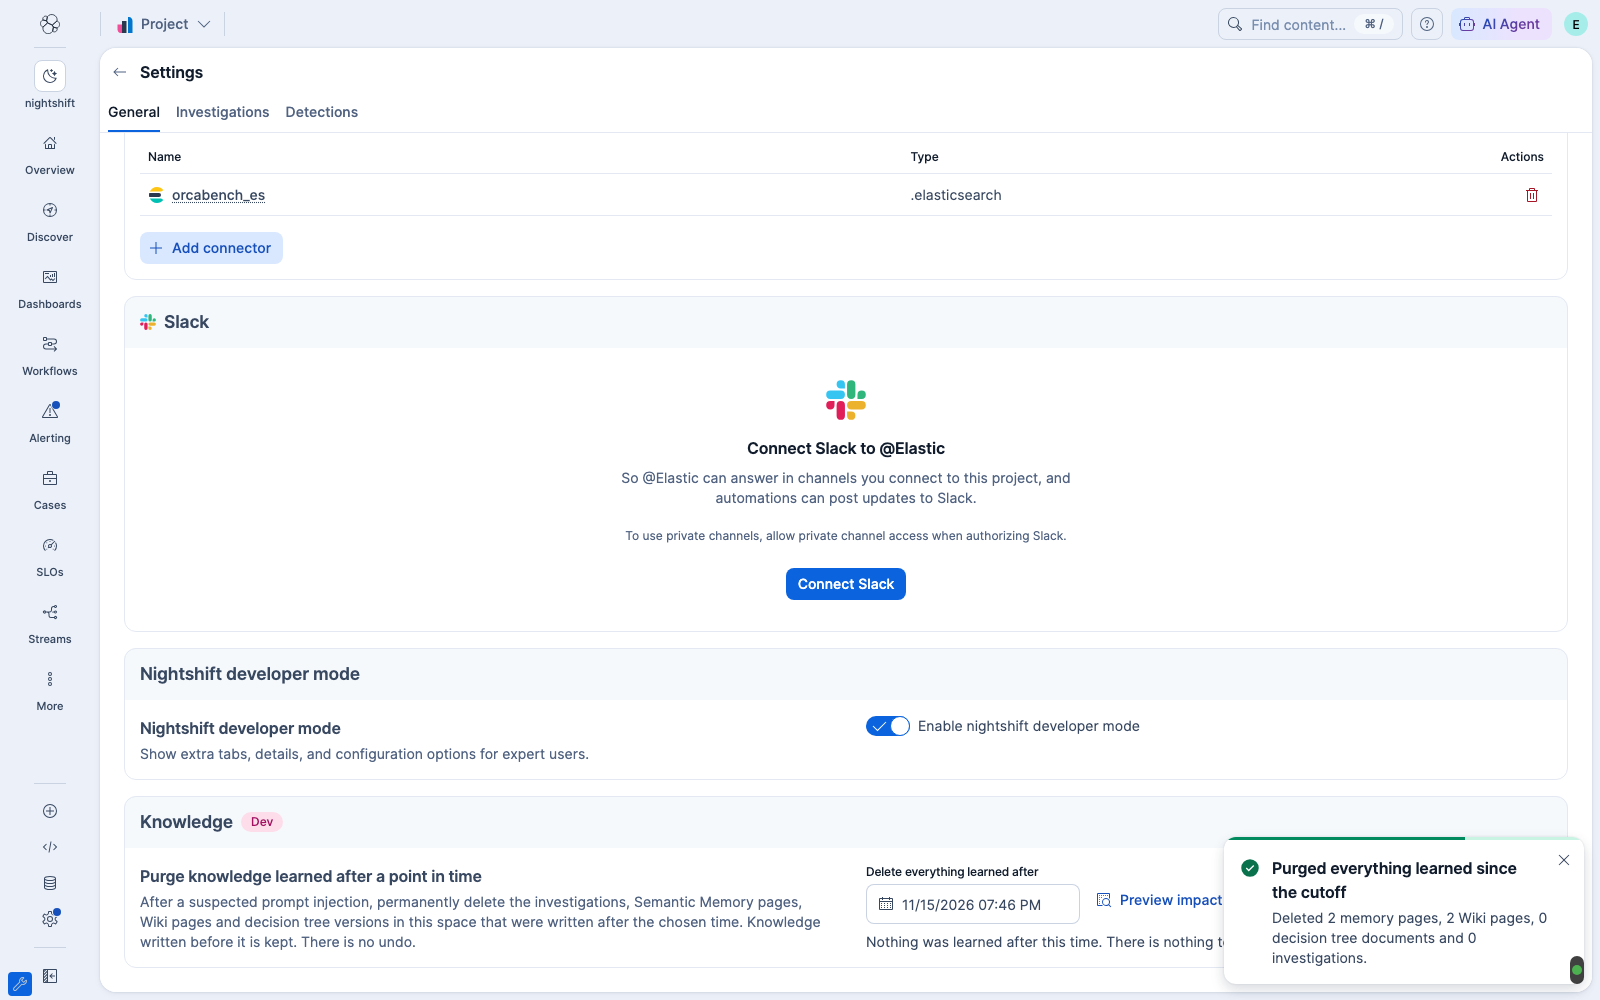 Project
Find content...
⌘ /
AI Agent
E
nightshift
Overview
Discover
Dashboards
Workflows
Alerting
Cases
SLOs
Streams
More
Settings
General
Investigations
Detections
Name
Type
Actions
orcabench_es
.elasticsearch
Add connector
Slack
Connect Slack to @Elastic
So @Elastic can answer in channels you connect to this project, and
automations can post updates to Slack.
To use private channels, allow private channel access when authorizing Slack.
Connect Slack
Nightshift developer mode
Nightshift developer mode
Show extra tabs, details, and configuration options for expert users.
Enable nightshift developer mode
Knowledge
Dev
Purge knowledge learned after a point in time
After a suspected prompt injection, permanently delete the investigations, Semantic Memory pages,
Wiki pages and decision tree versions in this space that were written after the chosen time. Knowledge
written before it is kept. There is no undo.
Delete everything learned after
11/15/2026 07:46 PM
Preview impact
Nothing was learned after this time. There is nothing
Purged everything learned since
the cutoff
Deleted 2 memory pages, 2 Wiki pages, 0
decision tree documents and 0
investigations.